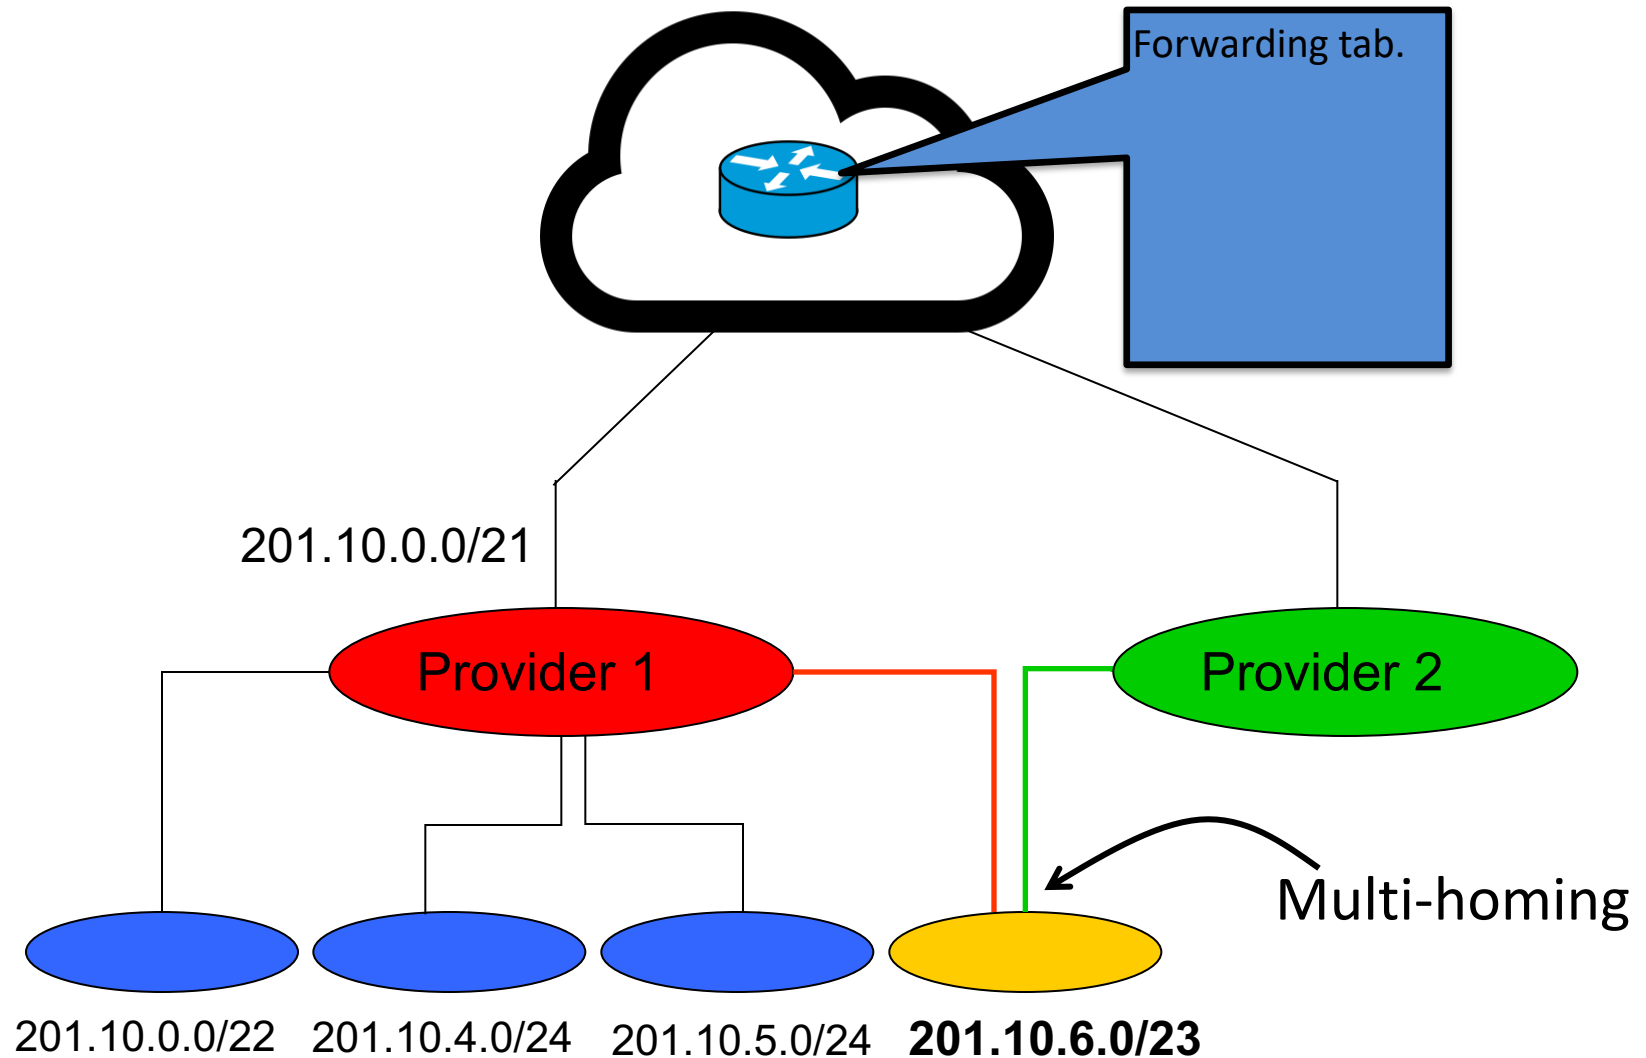 Forwarding tab.
201.10.0.0/21
Provider 1
Provider 2
Multi-homing
201.10.0.0/22
201.10.4.0/24
201.10.5.0/24
201.10.6.0/23